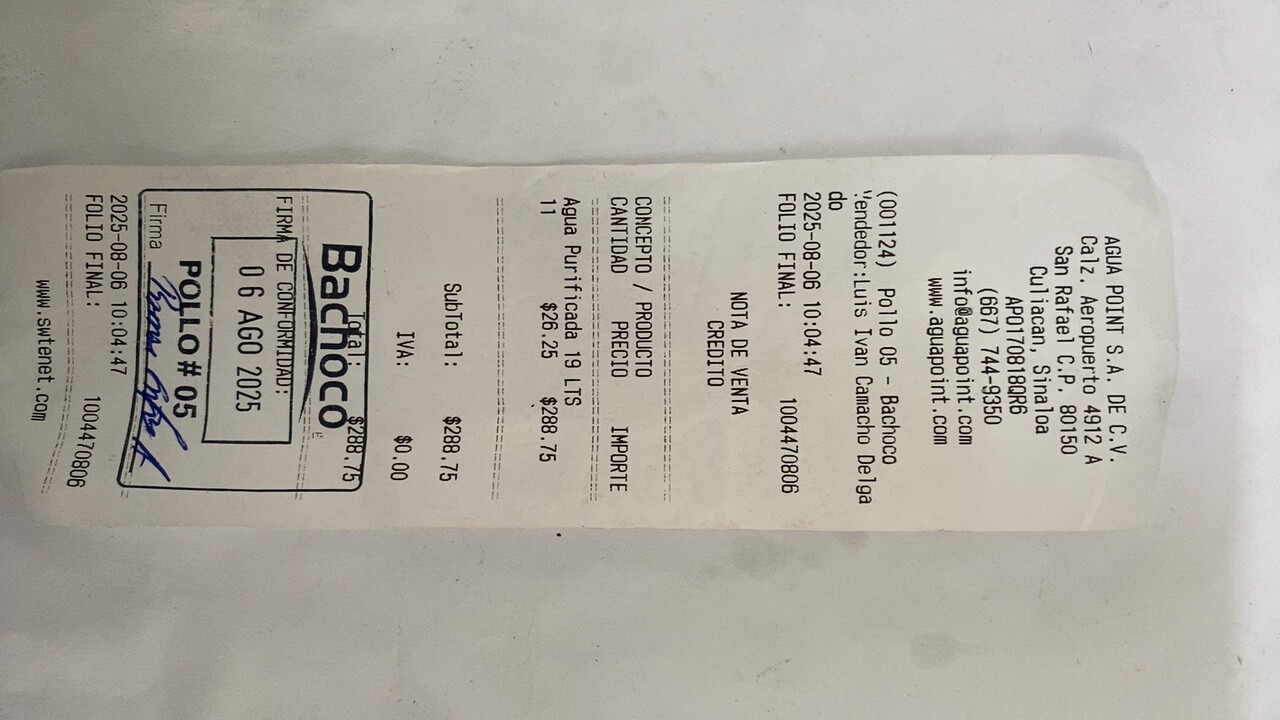 AGUA POINT S.A. DE C.V.
Calz. Aeropuerto 4912 A
San Rafael C.P. 80150
Culiacan, Sinaloa
APO170818QR6
(667) 744-9350
info@aguapoint.com
www.aguapoint.com
(001124) Pollo 05 - Bachoco
Vendedor:Luis Ivan Camacho Delga
do
2025-08-06 10:04:47
FOLIO FINAL: 1004470806
NOTA DE VENTA
CREDITO
CONCEPTO / PRODUCTO
CANTIDAD PRECIO IMPORTE
Agua Purificada 19 LTS
11 $26.25 $288.75
SubTotal: $288.75
IVA: $0.00
Total: $288.75
Bachoco
FIRMA DE CONFORMIDAD:
06 AGO 2025
POLLO # 05
Firma
2025-08-06 10:04:47
FOLIO FINAL: 1004470806
www.swtenet.com